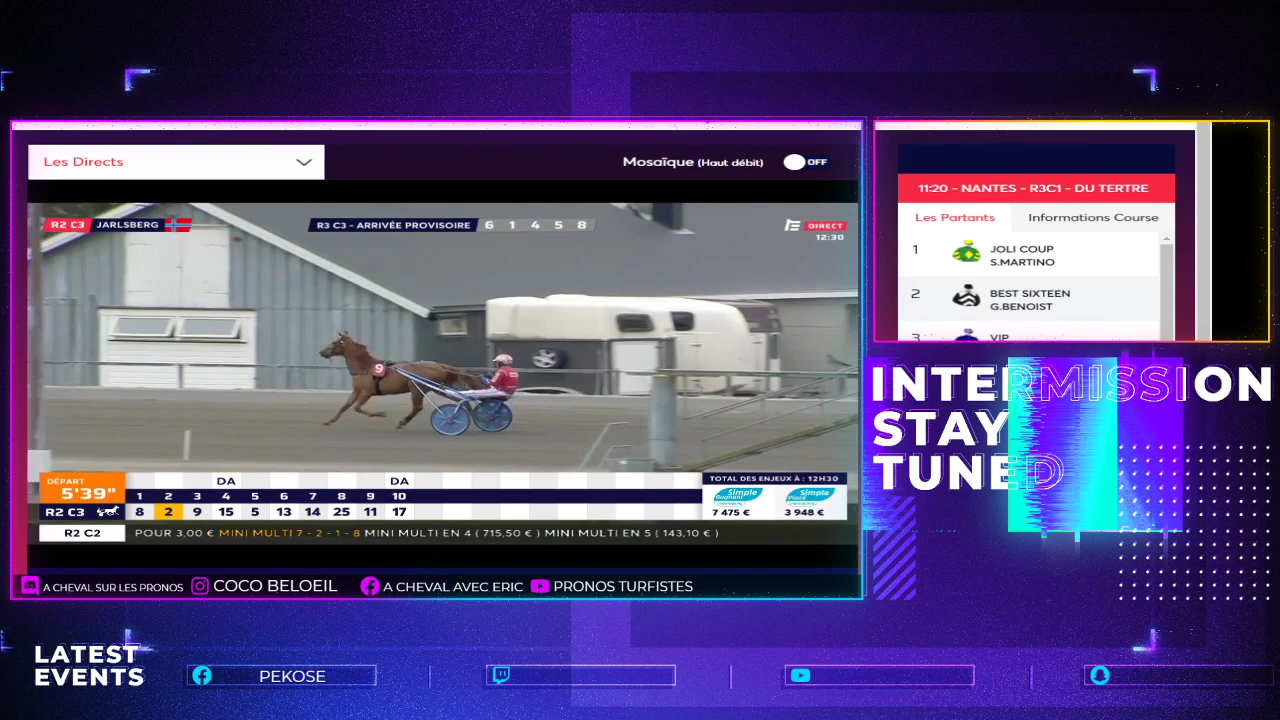 Les Directs
Mosaïque (Haut débit) OFF
R2 C3 JARLSBERG
R3 C3 - ARRIVÉE PROVISOIRE 6 1 4 5 8
DIRECT
12:30
9
DÉPART
5'39"
DA DA
TOTAL DES ENJEUX À : 12H30
1 2 3 4 5 6 7 8 9 10
Simple Gagnant Simple Placé
R2 C3 8 2 9 15 5 13 14 25 11 17
7 475 € 3 948 €
R2 C2 POUR 3,00 € MINI MULTI 7 - 2 - 1 - 8 MINI MULTI EN 4 ( 715,50 € ) MINI MULTI EN 5 ( 143,10 € )
A CHEVAL SUR LES PRONOS COCO BELOEIL A CHEVAL AVEC ERIC PRONOS TURFISTES
11:20 - NANTES - R3C1 - DU TERTRE
Les Partants Informations Course
1 JOLI COUP
S.MARTINO
2 BEST SIXTEEN
G.BENOIST
3 VIP
INTERMISSION
STAY
TUNED
LATEST
EVENTS
PEKOSE